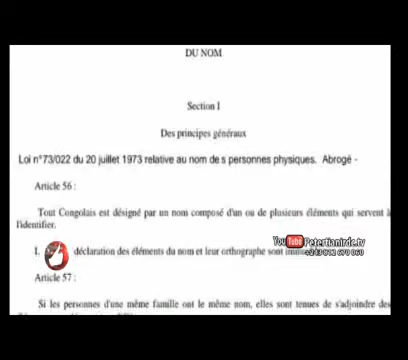 DU NOM
Section I
Des principes généraux
Loi n°73/022 du 20 juillet 1973 relative au nom des personnes physiques. Abrogé -
Article 56 :
Tout Congolais est désigné par un nom composé d'un ou de plusieurs éléments qui servent à
l'identifier.
I. déclaration des éléments du nom et leur orthographe sont
YouTube Petertianirdc.tv
Article 57 :
Si les personnes d'une même famille ont le même nom, elles sont tenues de s'adjoindre des